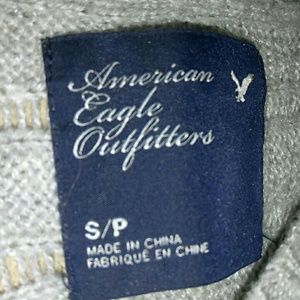 American
Eagle
Outfitters
S/P
MADE IN CHINA
FABRIQUÉ EN CHINE